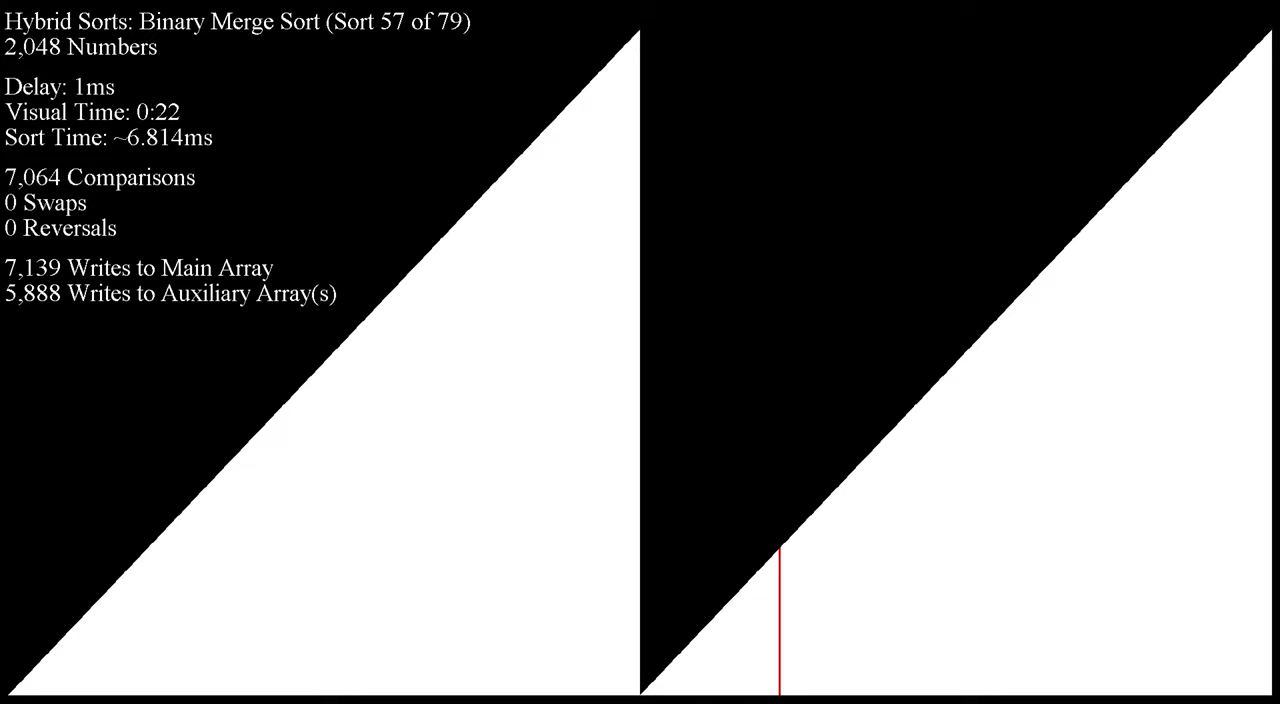 Hybrid Sorts: Binary Merge Sort (Sort 57 of 79)
2,048 Numbers
Delay: 1ms
Visual Time: 0:22
Sort Time: ~6.814ms
7,064 Comparisons
0 Swaps
0 Reversals
7,139 Writes to Main Array
5,888 Writes to Auxiliary Array(s)